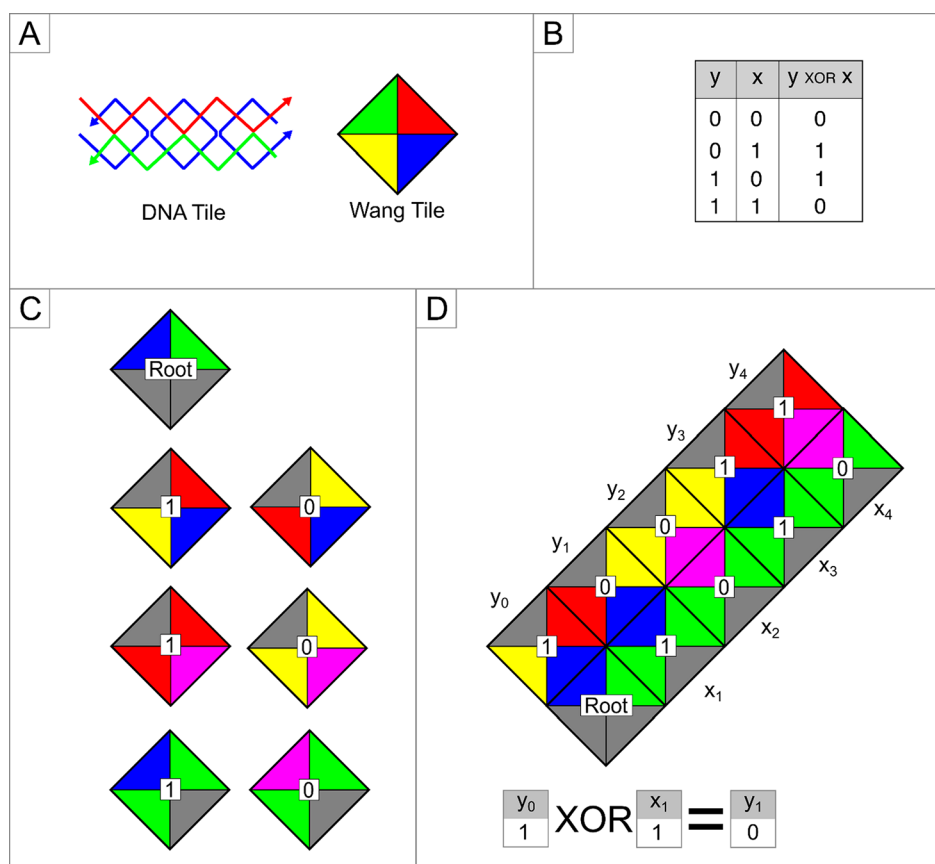 A
DNA Tile
Wang Tile
B
y x y XOR x
0 0 0
0 1 1
1 0 1
1 1 0
C
Root
1 0
1 0
1 0
D
y4
1
y3
1 0
x4
y2
0 1
x3
y1
0 0
x2
y0
1 1
x1
Root
y0 x1 y1
1 XOR 1 = 0